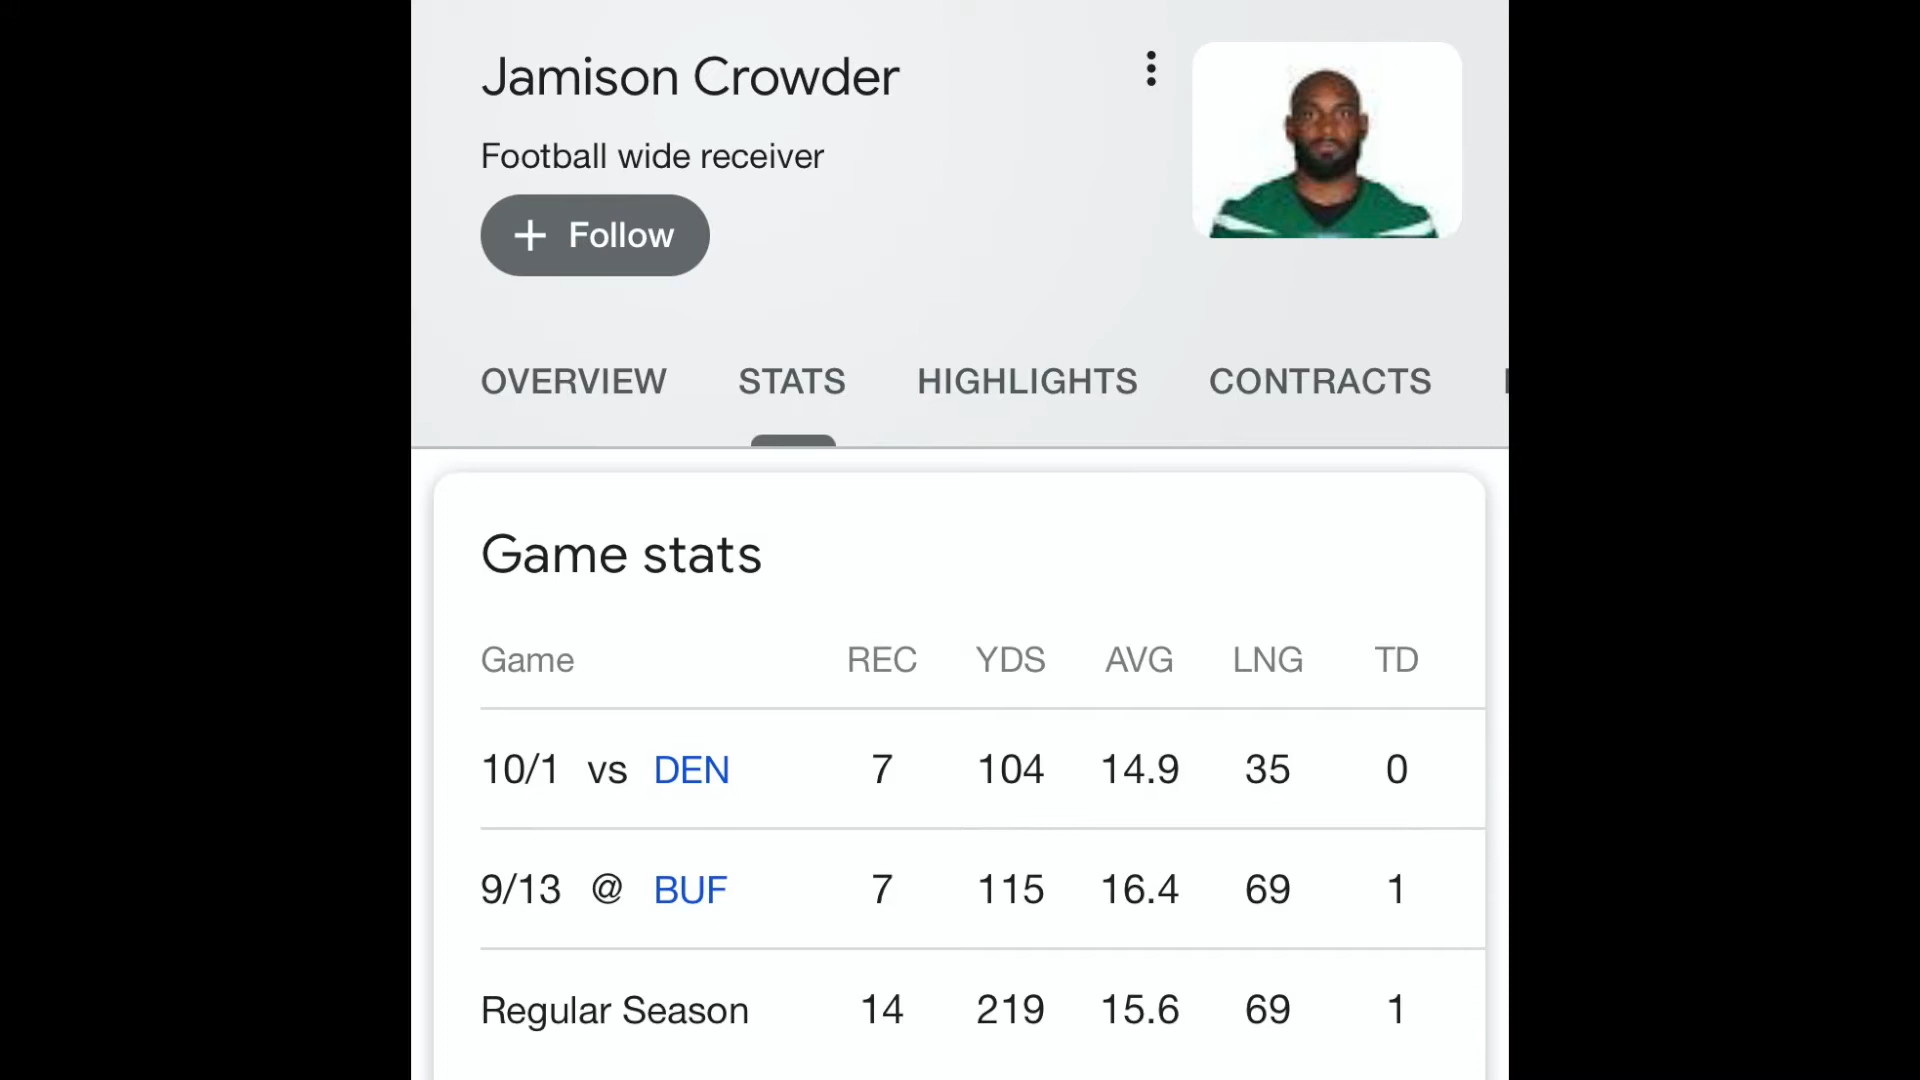 Jamison Crowder
Football wide receiver
+ Follow
OVERVIEW STATS HIGHLIGHTS CONTRACTS
Game stats
Game REC YDS AVG LNG TD
10/1 vs DEN 7 104 14.9 35 0
9/13 @ BUF 7 115 16.4 69 1
Regular Season 14 219 15.6 69 1